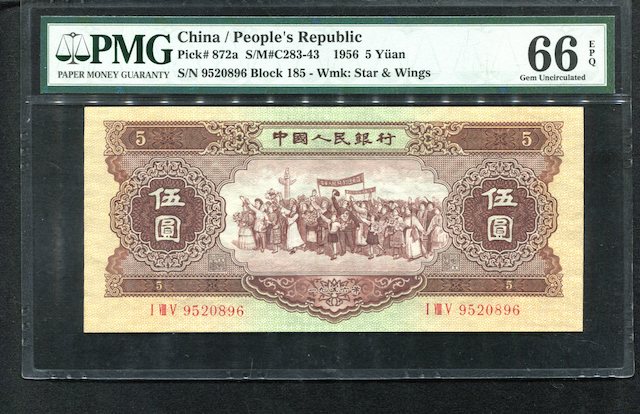 PMG
PAPER MONEY GUARANTY
China / People's Republic
Pick# 872a S/M#C283-43 1956 5 Yüan
S/N 9520896 Block 185 - Wmk: Star & Wings
66 EPQ
Gem Uncirculated
5 中國人民銀行 5
伍圓 伍圓
5 5
I VIII V 9520896 I VIII V 9520896